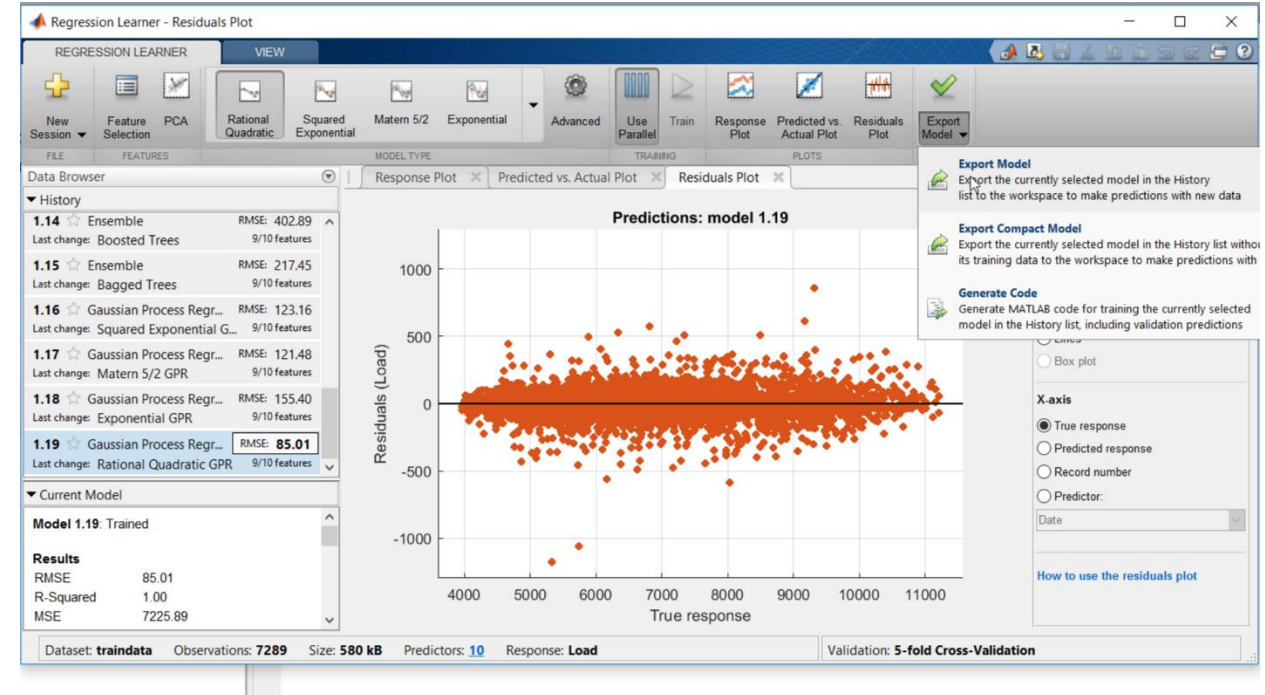 Regression Learner - Residuals Plot
REGRESSION LEARNER VIEW
New Session
Feature Selection
PCA
Rational Quadratic
Squared Exponential
Matern 5/2
Exponential
Advanced
Use Parallel
Train
Response Plot
Predicted vs. Actual Plot
Residuals Plot
Export Model
FILE FEATURES MODEL TYPE TRAINING PLOTS
Export Model
Export the currently selected model in the History
list to the workspace to make predictions with new data
Export Compact Model
Export the currently selected model in the History list withou
its training data to the workspace to make predictions with
Generate Code
Generate MATLAB code for training the currently selected
model in the History list, including validation predictions
Data Browser
History
1.14 Ensemble RMSE: 402.89
Last change: Boosted Trees 9/10 features
1.15 Ensemble RMSE: 217.45
Last change: Bagged Trees 9/10 features
1.16 Gaussian Process Regr... RMSE: 123.16
Last change: Squared Exponential G... 9/10 features
1.17 Gaussian Process Regr... RMSE: 121.48
Last change: Matern 5/2 GPR 9/10 features
1.18 Gaussian Process Regr... RMSE: 155.40
Last change: Exponential GPR 9/10 features
1.19 Gaussian Process Regr... RMSE: 85.01
Last change: Rational Quadratic GPR 9/10 features
Current Model
Model 1.19: Trained
Results
RMSE 85.01
R-Squared 1.00
MSE 7225.89
Response Plot Predicted vs. Actual Plot Residuals Plot
Predictions: model 1.19
Residuals (Load)
1000
500
0
-500
-1000
4000 5000 6000 7000 8000 9000 10000 11000
True response
Lines
Box plot
X-axis
True response
Predicted response
Record number
Predictor:
Date
How to use the residuals plot
Dataset: traindata Observations: 7289 Size: 580 kB Predictors: 10 Response: Load Validation: 5-fold Cross-Validation